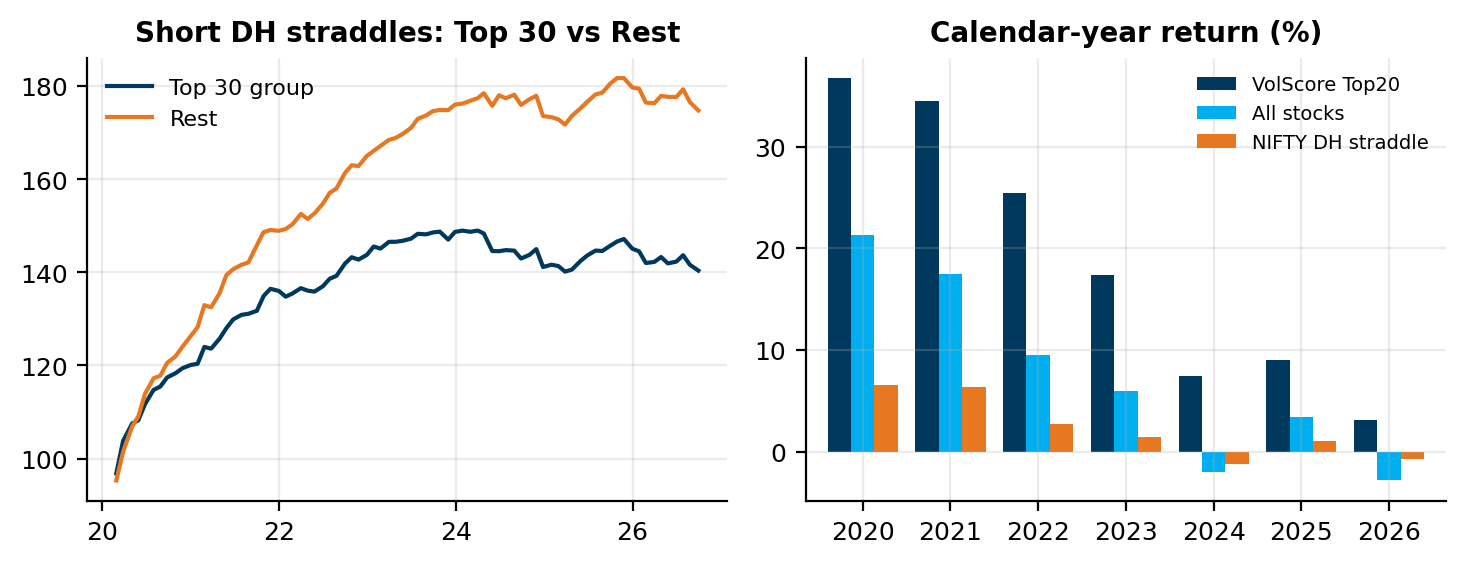 Short DH straddles: Top 30 vs Rest
Top 30 group
Rest
180
160
140
120
100
20
22
24
26
Calendar-year return (%)
VolScore Top20
All stocks
NIFTY DH straddle
30
20
10
0
2020
2021
2022
2023
2024
2025
2026